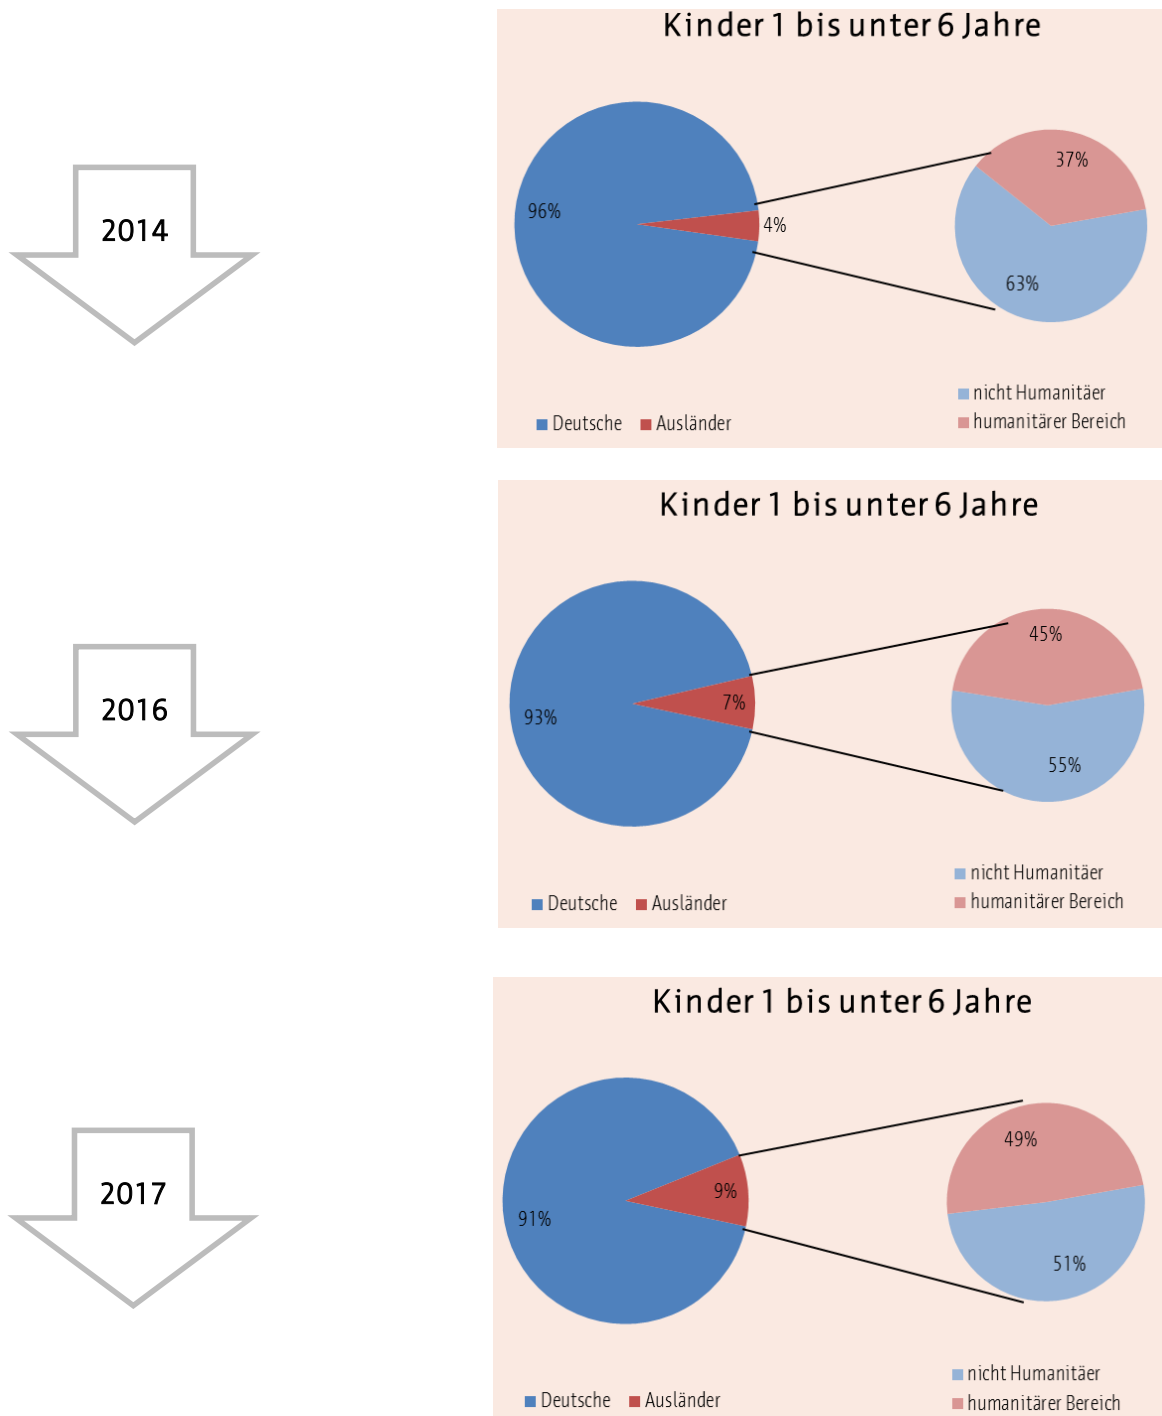 Kinder 1 bis unter 6 Jahre
2014
96%
4%
37%
63%
nicht Humanitäer
humanitärer Bereich
Deutsche Ausländer
Kinder 1 bis unter 6 Jahre
2016
93%
7%
45%
55%
nicht Humanitäer
humanitärer Bereich
Deutsche Ausländer
Kinder 1 bis unter 6 Jahre
2017
91%
9%
49%
51%
nicht Humanitäer
humanitärer Bereich
Deutsche Ausländer